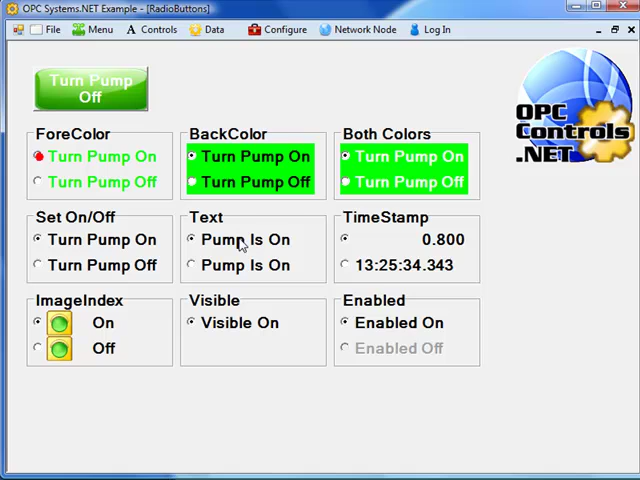 OPC Systems.NET Example - [RadioButtons]
File Menu Controls Data Configure Network Node Log In
Turn Pump
Off
OPC
Controls
.NET
ForeColor
Turn Pump On
Turn Pump Off
BackColor
Turn Pump On
Turn Pump Off
Both Colors
Turn Pump On
Turn Pump Off
Set On/Off
Turn Pump On
Turn Pump Off
Text
Pump Is On
Pump Is On
TimeStamp
0.800
13:25:34.343
ImageIndex
On
Off
Visible
Visible On
Enabled
Enabled On
Enabled Off